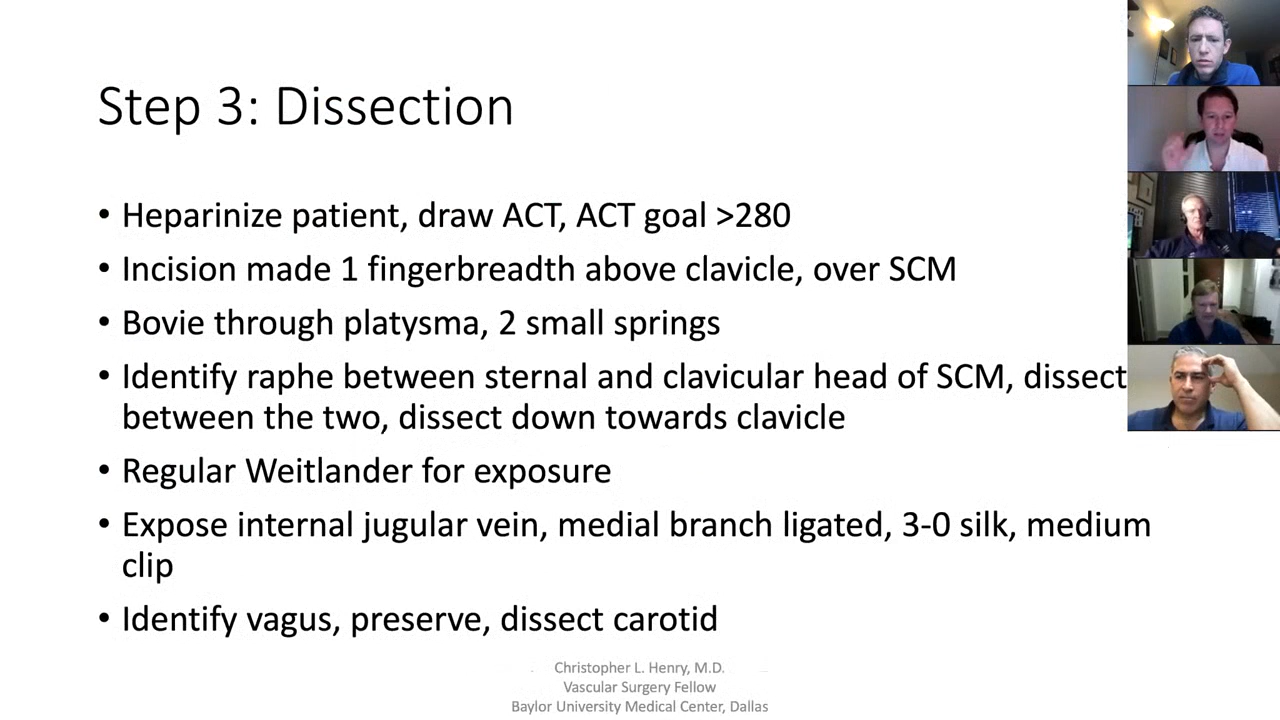 Step 3: Dissection
• Heparinize patient, draw ACT, ACT goal >280
• Incision made 1 fingerbreadth above clavicle, over SCM
• Bovie through platysma, 2 small springs
• Identify raphe between sternal and clavicular head of SCM, dissect
between the two, dissect down towards clavicle
• Regular Weitlander for exposure
• Expose internal jugular vein, medial branch ligated, 3-0 silk, medium
clip
• Identify vagus, preserve, dissect carotid
Christopher L. Henry, M.D.
Vascular Surgery Fellow
Baylor University Medical Center, Dallas